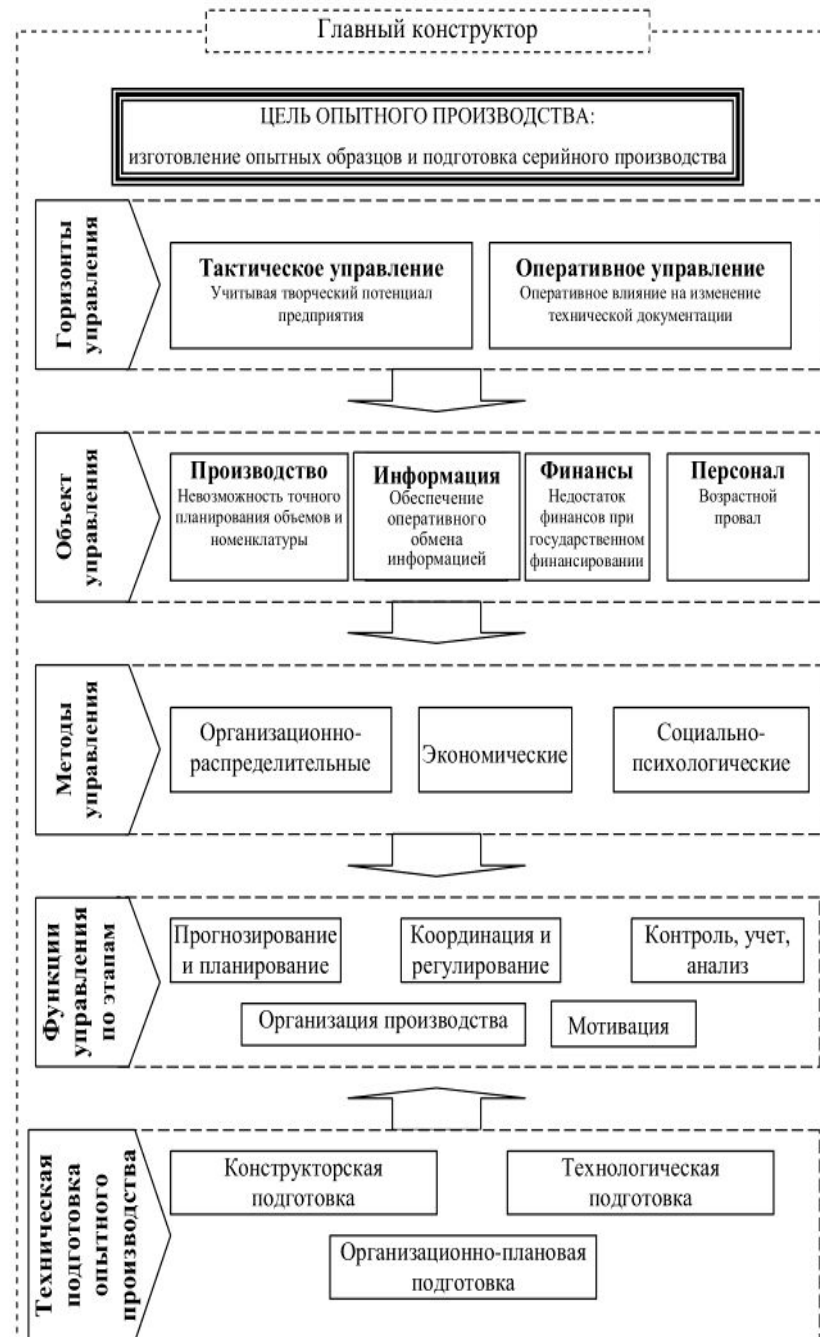 Главный конструктор
ЦЕЛЬ ОПЫТНОГО ПРОИЗВОДСТВА:
изготовление опытных образцов и подготовка серийного производства
Горизонты
управления
Тактическое управление
Учитывая творческий потенциал
предприятия
Оперативное управление
Оперативное влияние на изменение
технической документации
Объект
управления
Производство
Невозможность точного
планирования объемов и
номенклатуры
Информация
Обеспечение
оперативного
обмена
информацией
Финансы
Недостаток
финансов при
государственном
финансировании
Персонал
Возрастной
провал
Методы
управления
Организационно-
распределительные
Экономические
Социально-
психологические
Функции
управления
по этапам
Прогнозирование
и планирование
Координация и
регулирование
Контроль, учет,
анализ
Организация производства
Мотивация
Техническая
подготовка
опытного
производства
Конструкторская
подготовка
Технологическая
подготовка
Организационно-плановая
подготовка